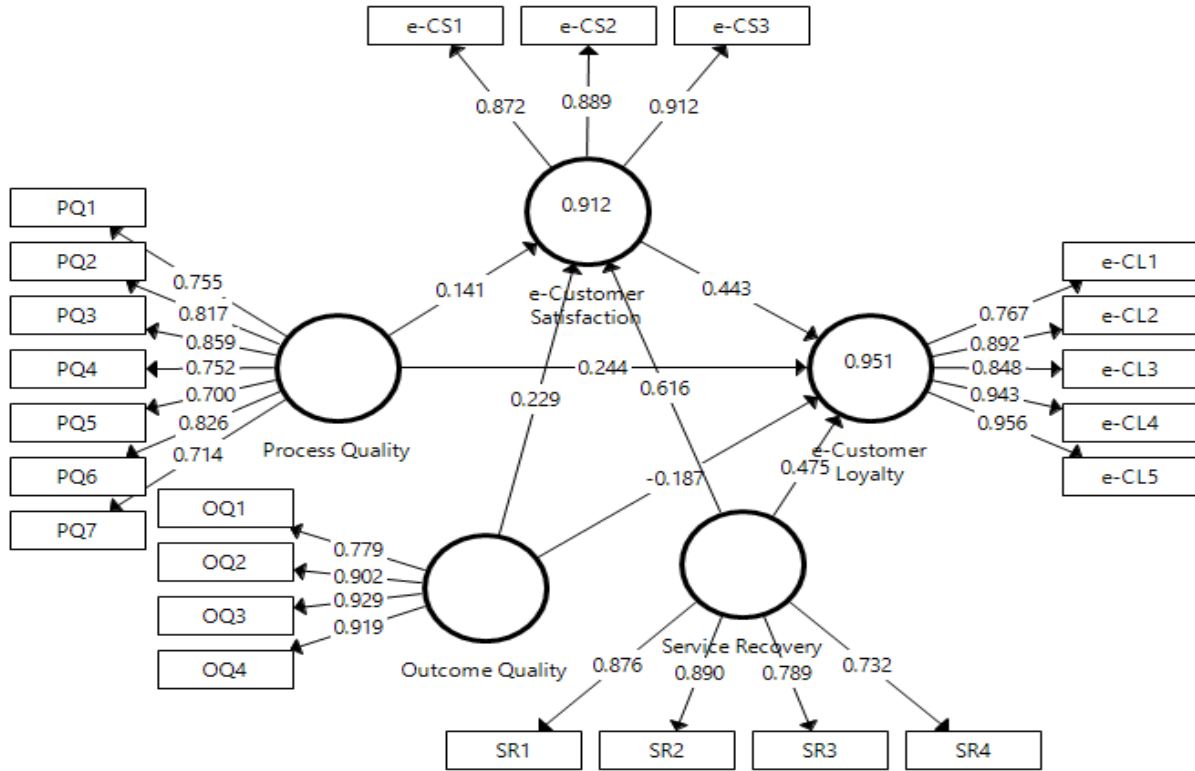 e-CS1
e-CS2
e-CS3
0.872
0.889
0.912
0.912
PQ1
PQ2
PQ3
PQ4
PQ5
PQ6
PQ7
0.755
0.817
0.859
0.752
0.700
0.826
0.714
Process Quality
0.141
e-Customer
Satisfaction
0.443
0.244
0.229
0.616
-0.187
0.475
0.951
e-Customer
Loyalty
0.767
0.892
0.848
0.943
0.956
e-CL1
e-CL2
e-CL3
e-CL4
e-CL5
OQ1
OQ2
OQ3
OQ4
0.779
0.902
0.929
0.919
Outcome Quality
Service Recovery
0.876
0.890
0.789
0.732
SR1
SR2
SR3
SR4